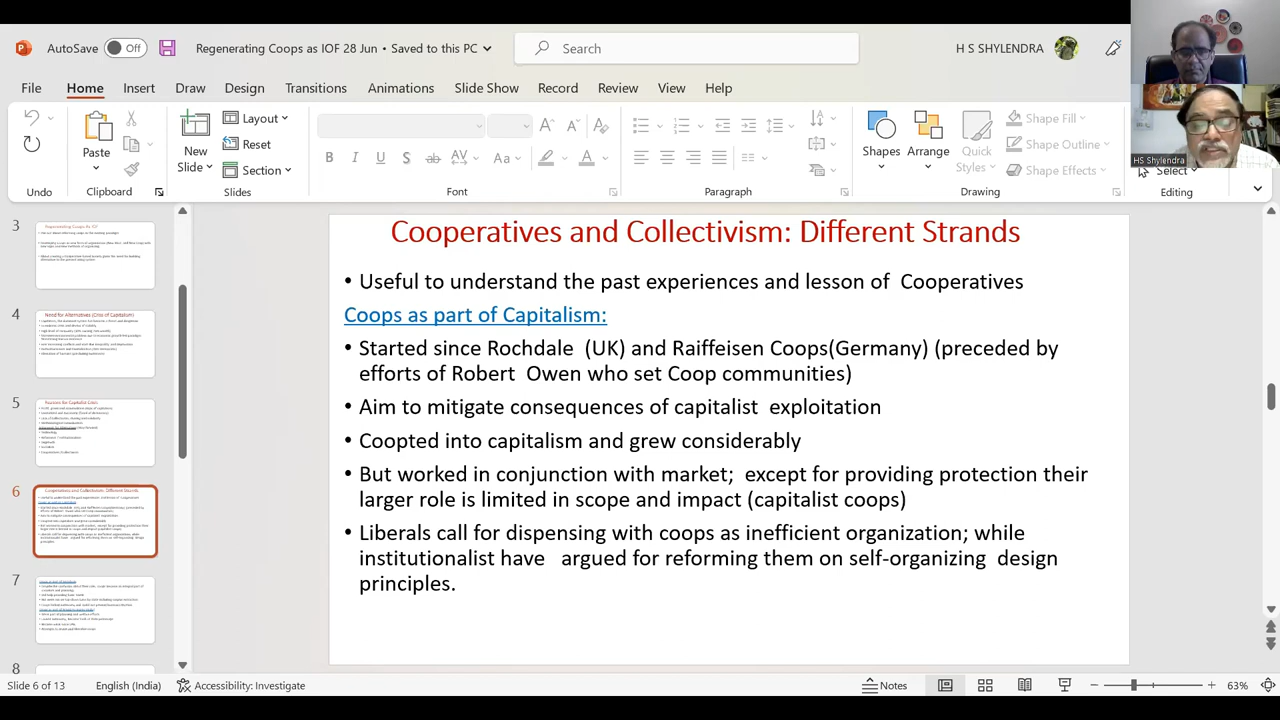 AutoSave Off Regenerating Coops as IOF 28 Jun • Saved to this PC Search H S SHYLENDRA
HS Shylendra
File Home Insert Draw Design Transitions Animations Slide Show Record Review View Help
Paste New Slide Layout Reset Section Shapes Arrange Quick Styles Shape Fill Shape Outline Shape Effects Select
Undo Clipboard Slides Font Paragraph Drawing Editing
3
4
5
6
7
8
Cooperatives and Collectivism: Different Strands
• Useful to understand the past experiences and lesson of Cooperatives
Coops as part of Capitalism:
• Started since Rochdale (UK) and Raiffeisen Coops(Germany) (preceded by
efforts of Robert Owen who set Coop communities)
• Aim to mitigate consequences of capitalist exploitation
• Coopted into capitalism and grew considerably
• But worked in conjunction with market; except for providing protection their
larger role is limited in scope and impact(capitalist coops)
• Liberals call for dispensing with coops as inefficient organization; while
institutionalist have argued for reforming them on self-organizing design
principles.
Slide 6 of 13 English (India) Accessibility: Investigate Notes 63%